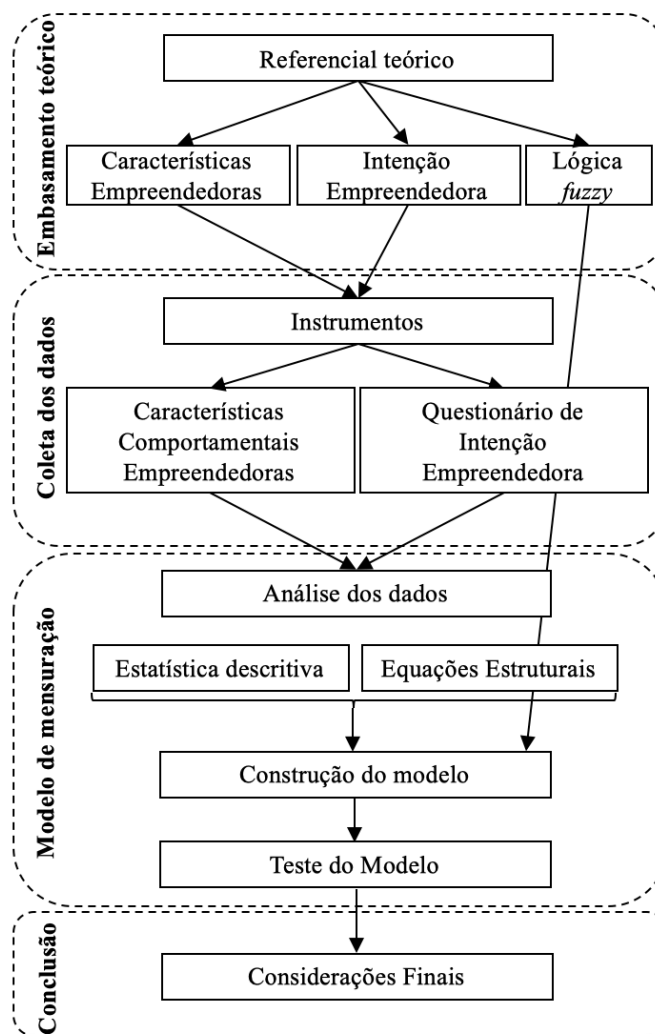 Embasamento teórico
Referencial teórico
Características
Empreendedoras
Intenção
Empreendedora
Lógica
fuzzy
Coleta dos dados
Instrumentos
Características
Comportamentais
Empreendedoras
Questionário de
Intenção
Empreendedora
Modelo de mensuração
Análise dos dados
Estatística descritiva
Equações Estruturais
Construção do modelo
Teste do Modelo
Conclusão
Considerações Finais